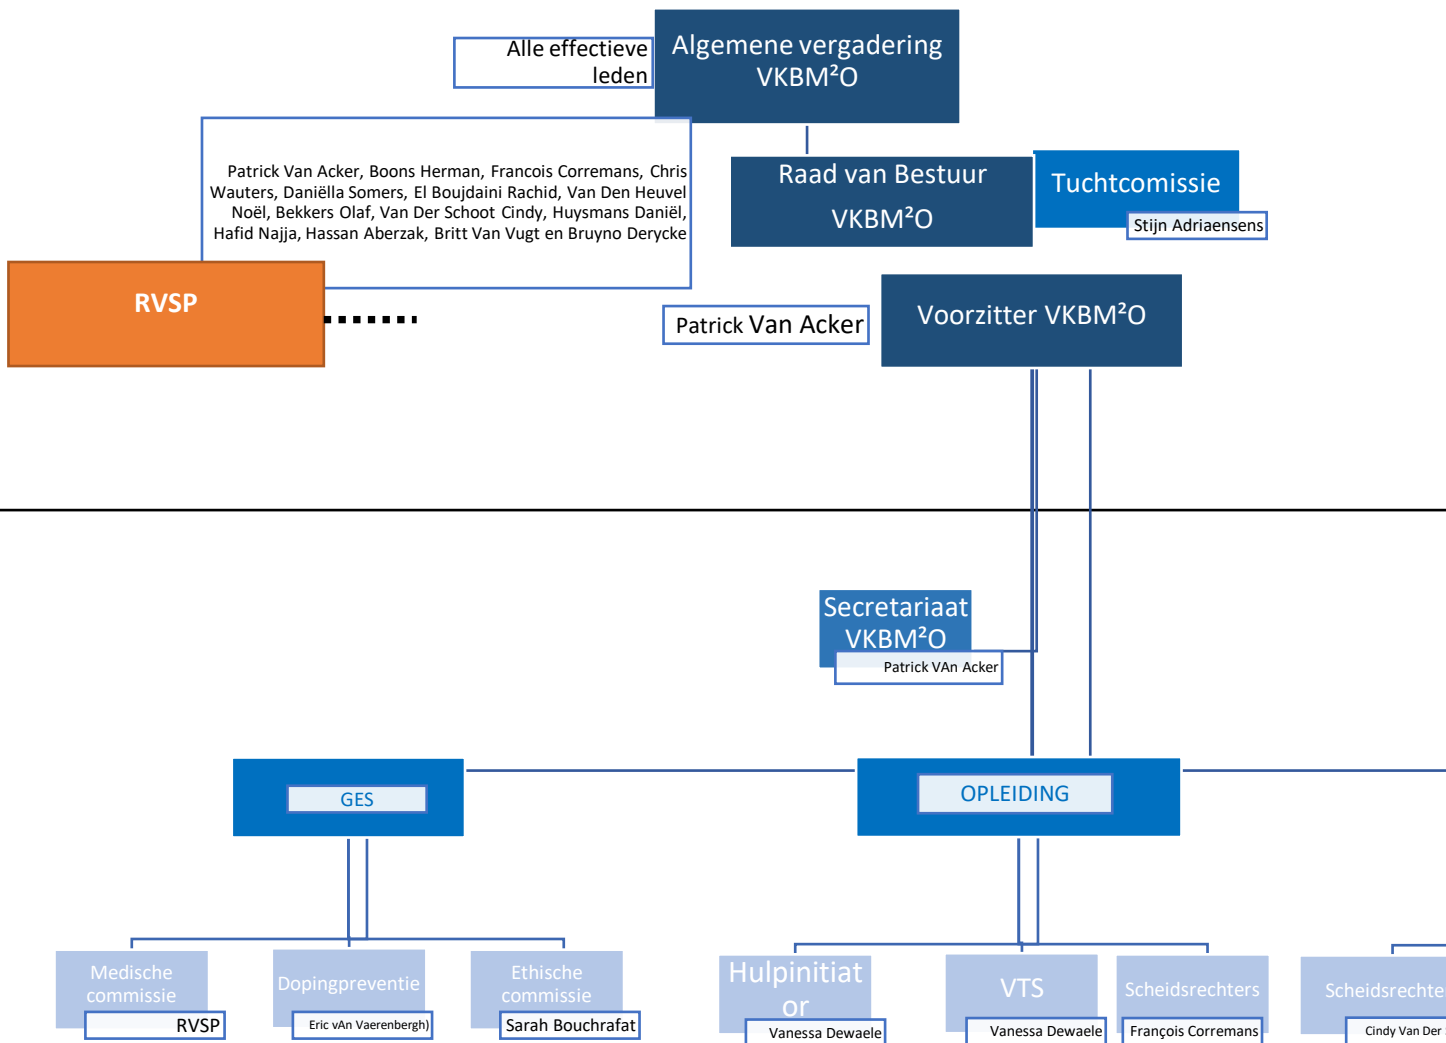 Alle effectieve
leden
Algemene vergadering
VKBM²O
Patrick Van Acker, Boons Herman, Francois Corremans, Chris
Wauters, Daniëlla Somers, El Boujdaini Rachid, Van Den Heuvel
Noël, Bekkers Olaf, Van Der Schoot Cindy, Huysmans Daniël,
Hafid Najja, Hassan Aberzak, Britt Van Vugt en Bruyno Derycke
Raad van Bestuur
VKBM²O
Tuchtcomissie
Stijn Adriaensens
RVSP
Patrick Van Acker
Voorzitter VKBM²O
Secretariaat
VKBM²O
Patrick VAn Acker
GES
OPLEIDING
Medische
commissie
RVSP
Dopingpreventie
Eric vAn Vaerenbergh)
Ethische
commissie
Sarah Bouchrafat
Hulpinitiat
or
Vanessa Dewaele
VTS
Vanessa Dewaele
Scheidsrechters
François Corremans
Scheidsrechte
Cindy Van Der